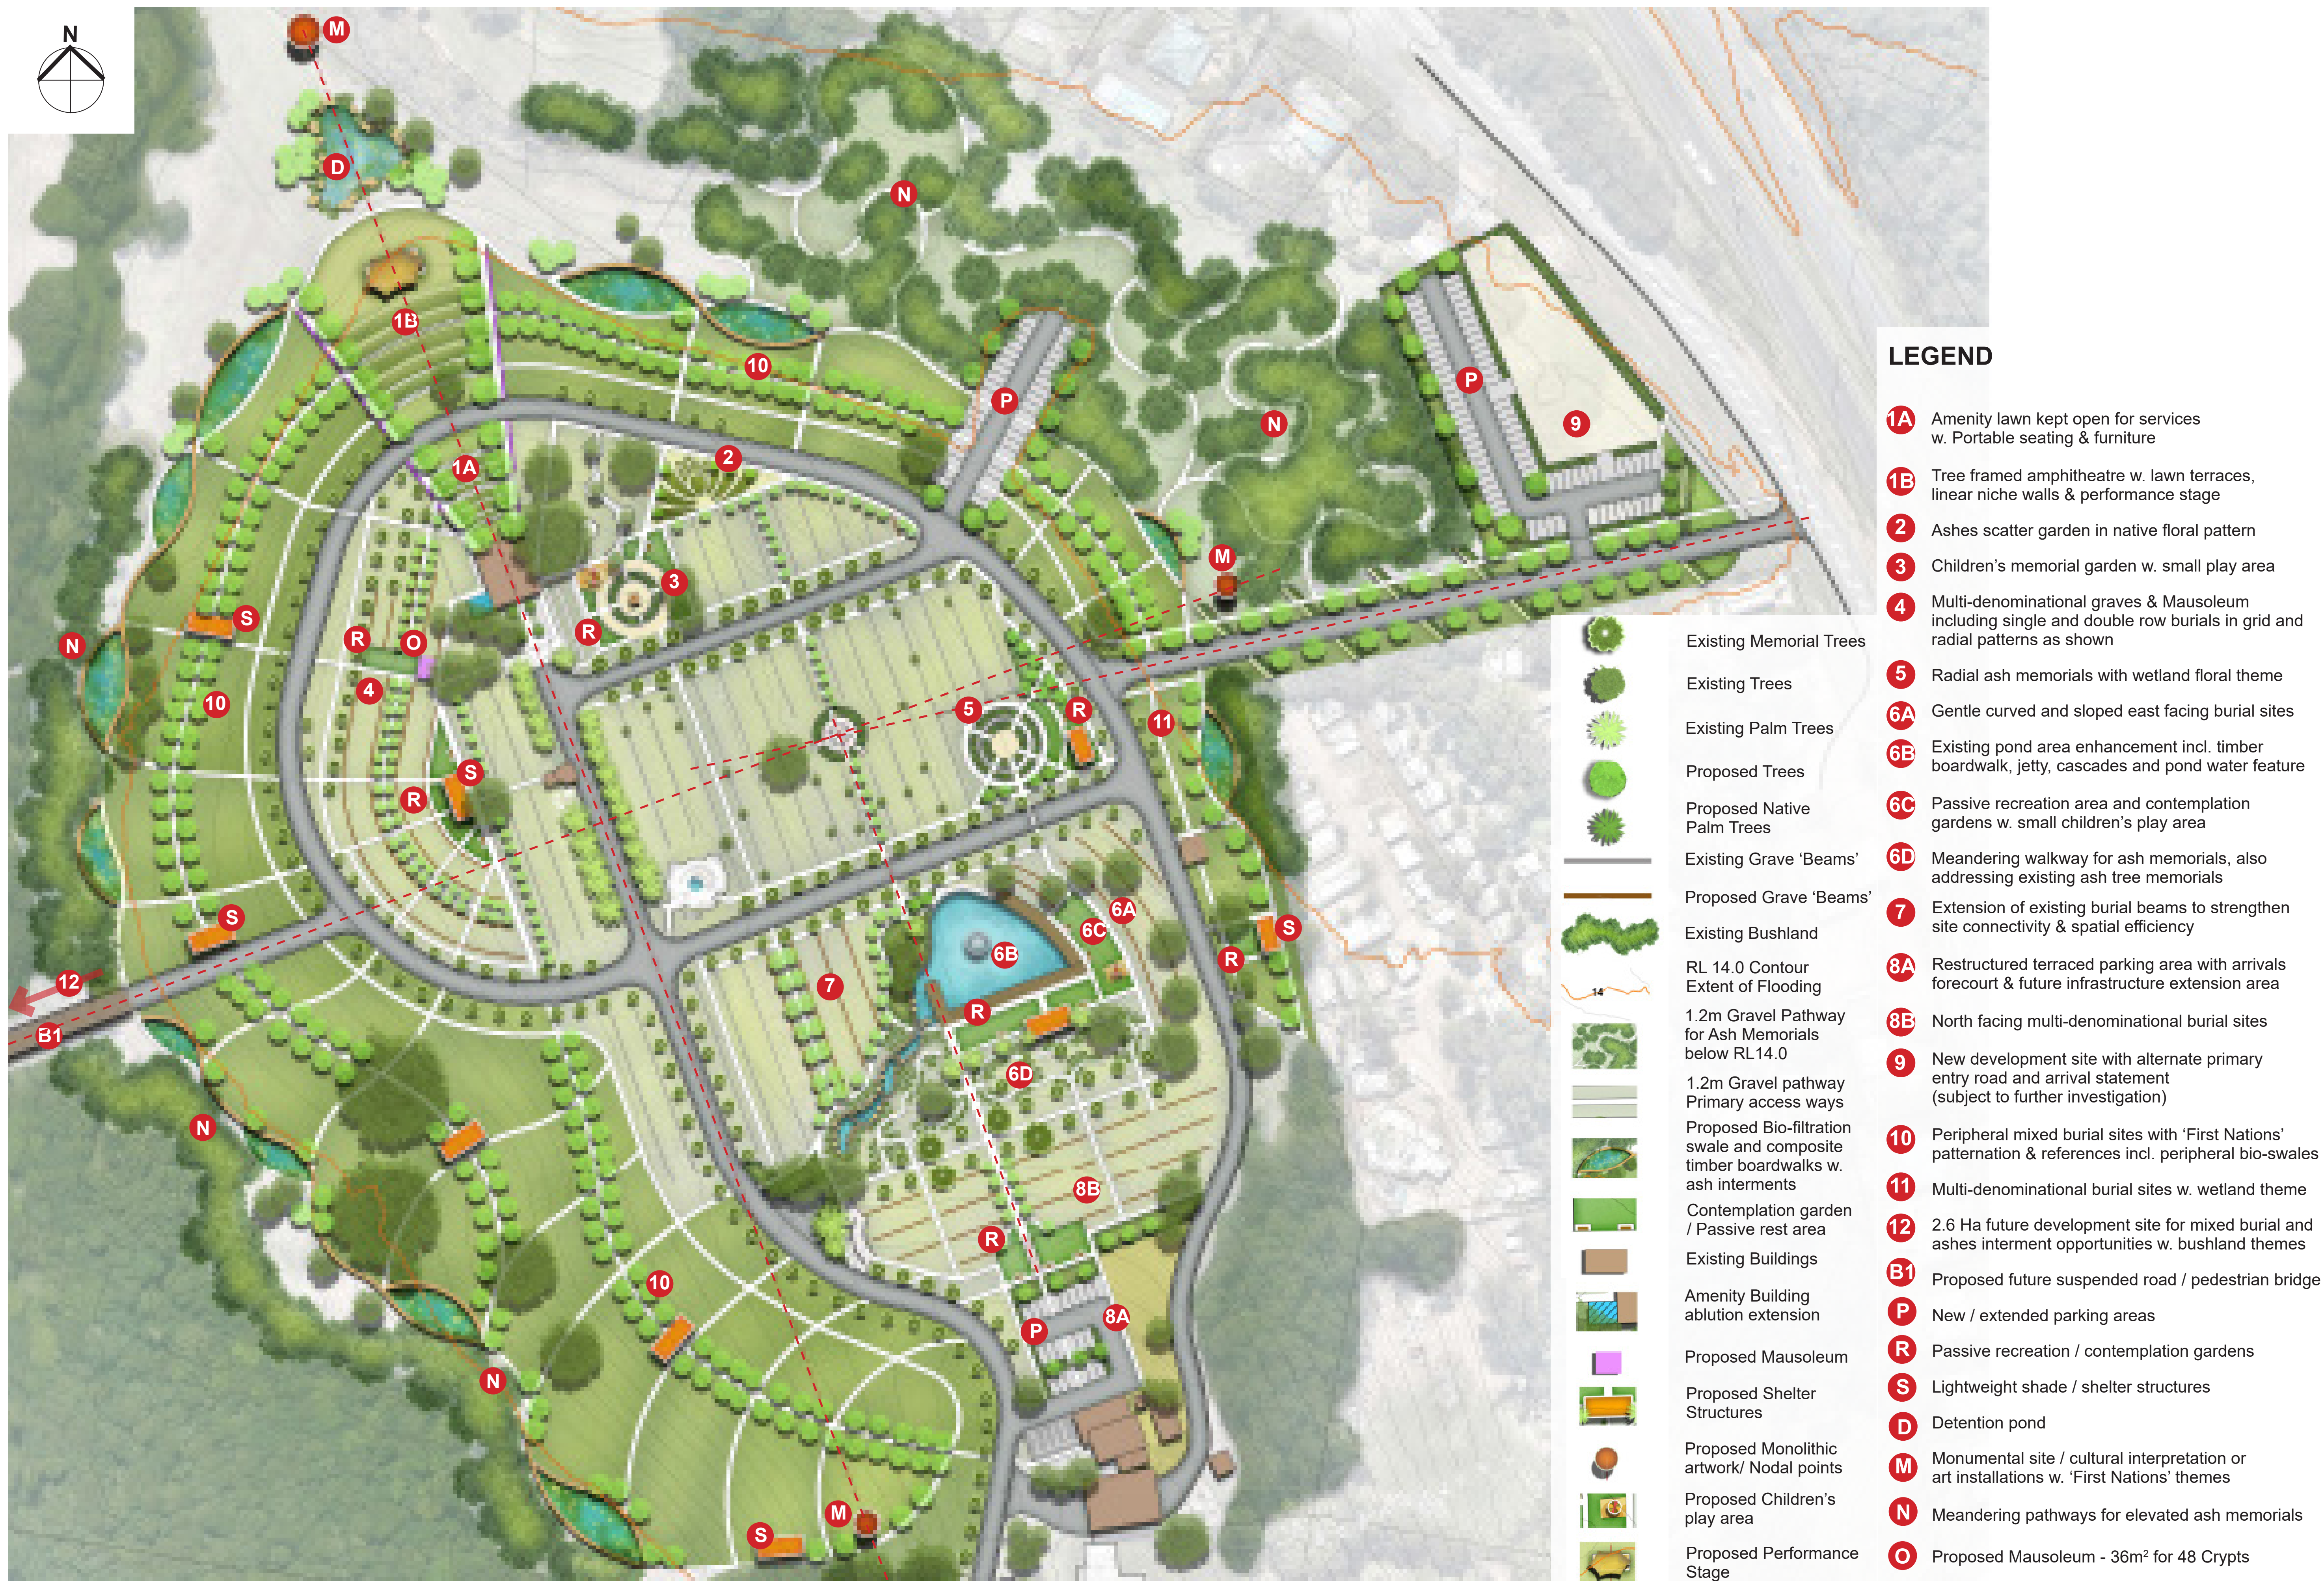 N
M
D
N
1B
10
P
P
N
9
2
1A
M
3
S
N
R
O
R
4
10
5
R
11
S
R
S
6A
6C
S
6B
R
12
7
R
B1
6D
N
8B
R
10
8A
P
N
M
S
Existing Memorial Trees
Existing Trees
Existing Palm Trees
Proposed Trees
Proposed Native
Palm Trees
Existing Grave ‘Beams’
Proposed Grave ‘Beams’
Existing Bushland
14
RL 14.0 Contour
Extent of Flooding
1.2m Gravel Pathway
for Ash Memorials
below RL14.0
1.2m Gravel pathway
Primary access ways
Proposed Bio-filtration
swale and composite
timber boardwalks w.
ash interments
Contemplation garden
/ Passive rest area
Existing Buildings
Amenity Building
ablution extension
Proposed Mausoleum
Proposed Shelter
Structures
Proposed Monolithic
artwork/ Nodal points
Proposed Children’s
play area
Proposed Performance
Stage
LEGEND
1A Amenity lawn kept open for services
w. Portable seating & furniture
1B Tree framed amphitheatre w. lawn terraces,
linear niche walls & performance stage
2 Ashes scatter garden in native floral pattern
3 Children’s memorial garden w. small play area
4 Multi-denominational graves & Mausoleum
including single and double row burials in grid and
radial patterns as shown
5 Radial ash memorials with wetland floral theme
6A Gentle curved and sloped east facing burial sites
6B Existing pond area enhancement incl. timber
boardwalk, jetty, cascades and pond water feature
6C Passive recreation area and contemplation
gardens w. small children’s play area
6D Meandering walkway for ash memorials, also
addressing existing ash tree memorials
7 Extension of existing burial beams to strengthen
site connectivity & spatial efficiency
8A Restructured terraced parking area with arrivals
forecourt & future infrastructure extension area
8B North facing multi-denominational burial sites
9 New development site with alternate primary
entry road and arrival statement
(subject to further investigation)
10 Peripheral mixed burial sites with ‘First Nations’
patternation & references incl. peripheral bio-swales
11 Multi-denominational burial sites w. wetland theme
12 2.6 Ha future development site for mixed burial and
ashes interment opportunities w. bushland themes
B1 Proposed future suspended road / pedestrian bridge
P New / extended parking areas
R Passive recreation / contemplation gardens
S Lightweight shade / shelter structures
D Detention pond
M Monumental site / cultural interpretation or
art installations w. ‘First Nations’ themes
N Meandering pathways for elevated ash memorials
O Proposed Mausoleum - 36m² for 48 Crypts